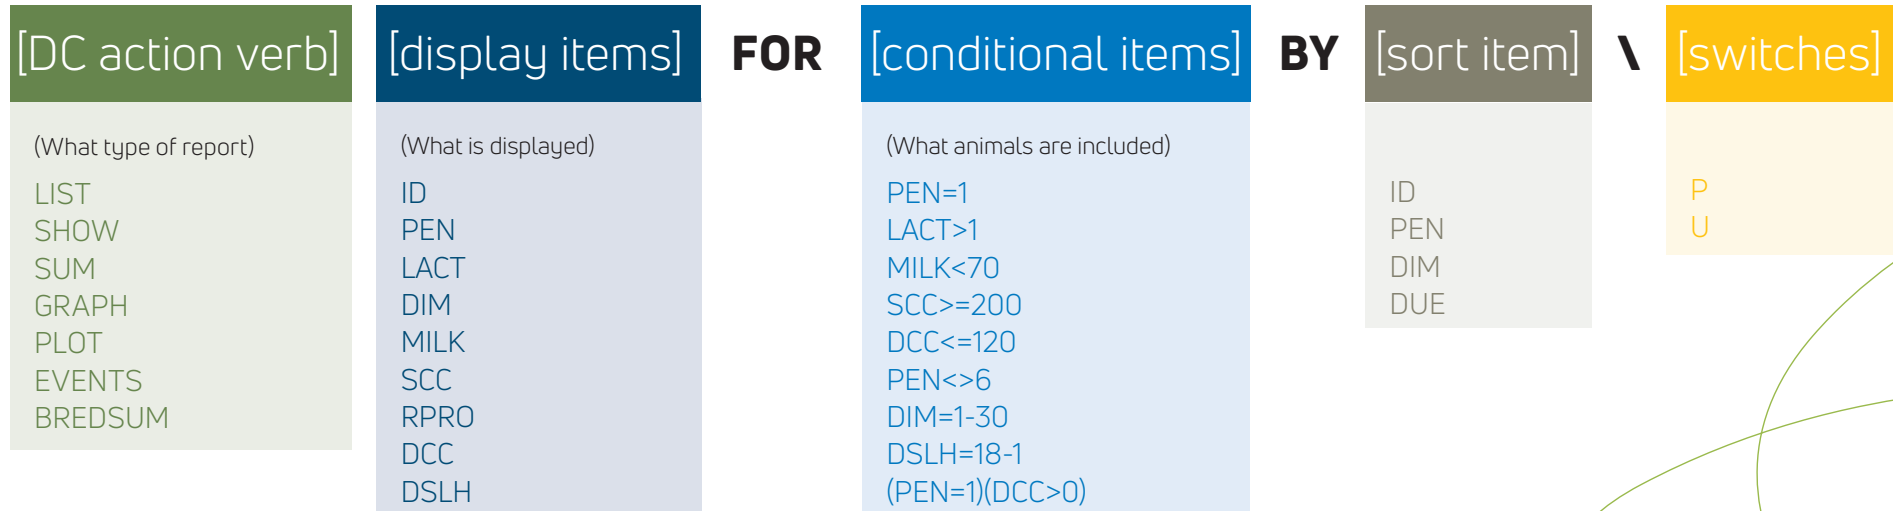 [DC action verb] [display items] FOR [conditional items] BY [sort item] \ [switches]
(What type of report)
LIST
SHOW
SUM
GRAPH
PLOT
EVENTS
BREDSUM
(What is displayed)
ID
PEN
LACT
DIM
MILK
SCC
RPRO
DCC
DSLH
(What animals are included)
PEN=1
LACT>1
MILK<70
SCC>=200
DCC<=120
PEN<>6
DIM=1-30
DSLH=18-1
(PEN=1)(DCC>0)
ID
PEN
DIM
DUE
P
U